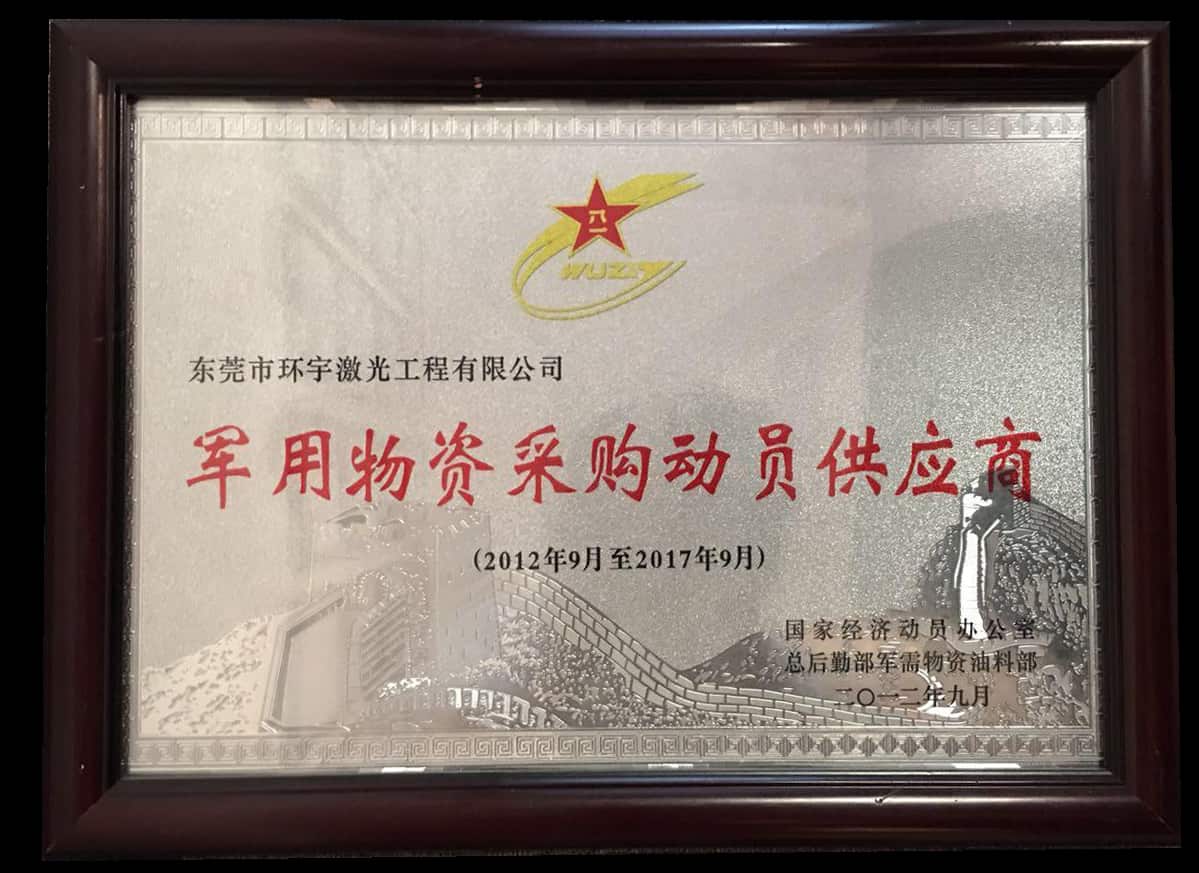 八一
WUZI
东莞市环宇激光工程有限公司
军用物资采购动员供应商
(2012年9月至2017年9月)
国家经济动员办公室
总后勤部军需物资油料部
二〇一二年九月